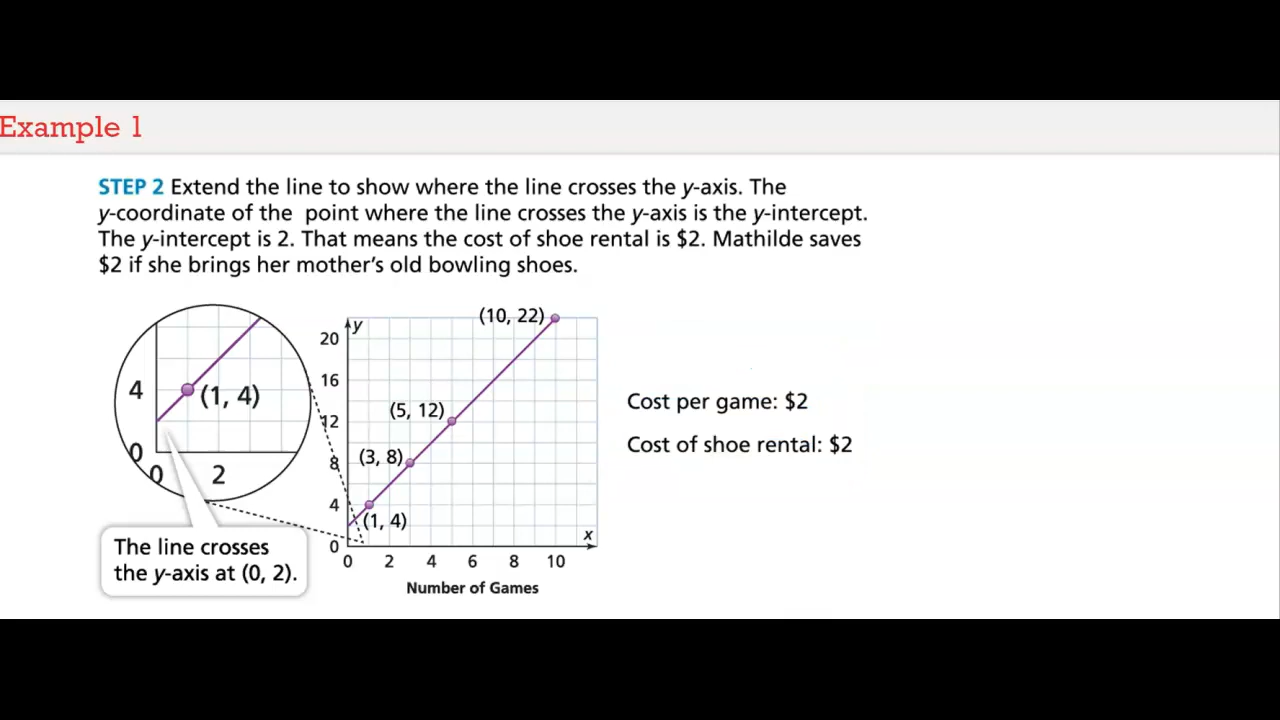 Example 1
STEP 2 Extend the line to show where the line crosses the y-axis. The
y-coordinate of the point where the line crosses the y-axis is the y-intercept.
The y-intercept is 2. That means the cost of shoe rental is $2. Mathilde saves
$2 if she brings her mother's old bowling shoes.
4
(1, 4)
0
0
2
The line crosses
the y-axis at (0, 2).
y
20
16
12
8
4
0
(10, 22)
(5, 12)
(3, 8)
(1, 4)
x
0 2 4 6 8 10
Number of Games
Cost per game: $2
Cost of shoe rental: $2